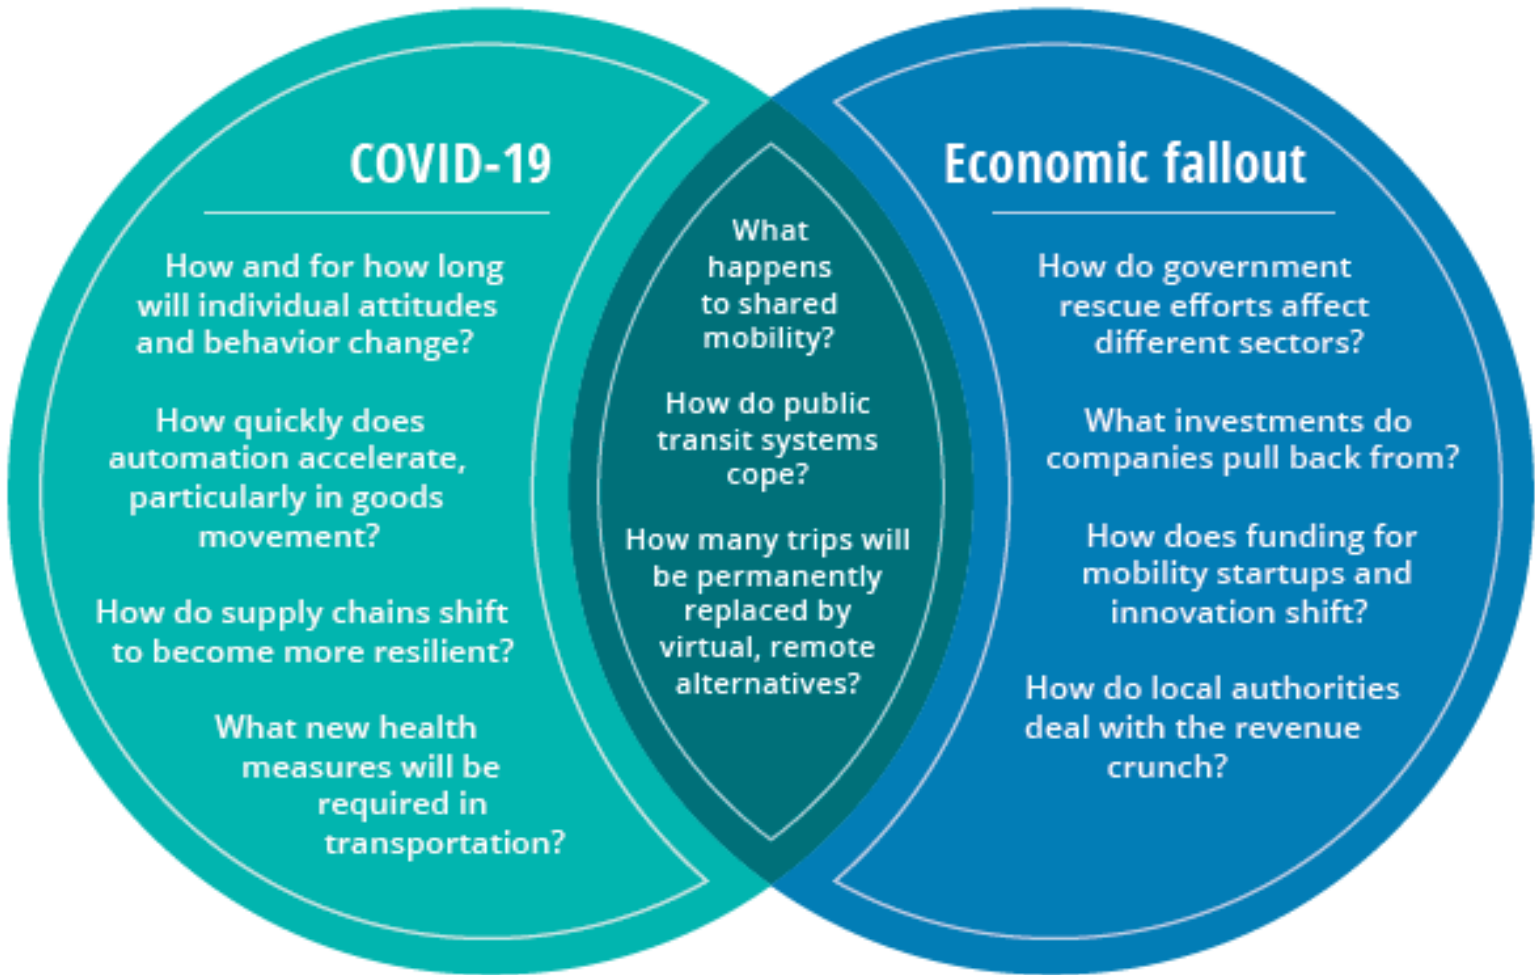 COVID-19
How and for how long
will individual attitudes
and behavior change?
How quickly does
automation accelerate,
particularly in goods
movement?
How do supply chains shift
to become more resilient?
What new health
measures will be
required in
transportation?
What
happens
to shared
mobility?
How do public
transit systems
cope?
How many trips will
be permanently
replaced by
virtual, remote
alternatives?
Economic fallout
How do government
rescue efforts affect
different sectors?
What investments do
companies pull back from?
How does funding for
mobility startups and
innovation shift?
How do local authorities
deal with the revenue
crunch?